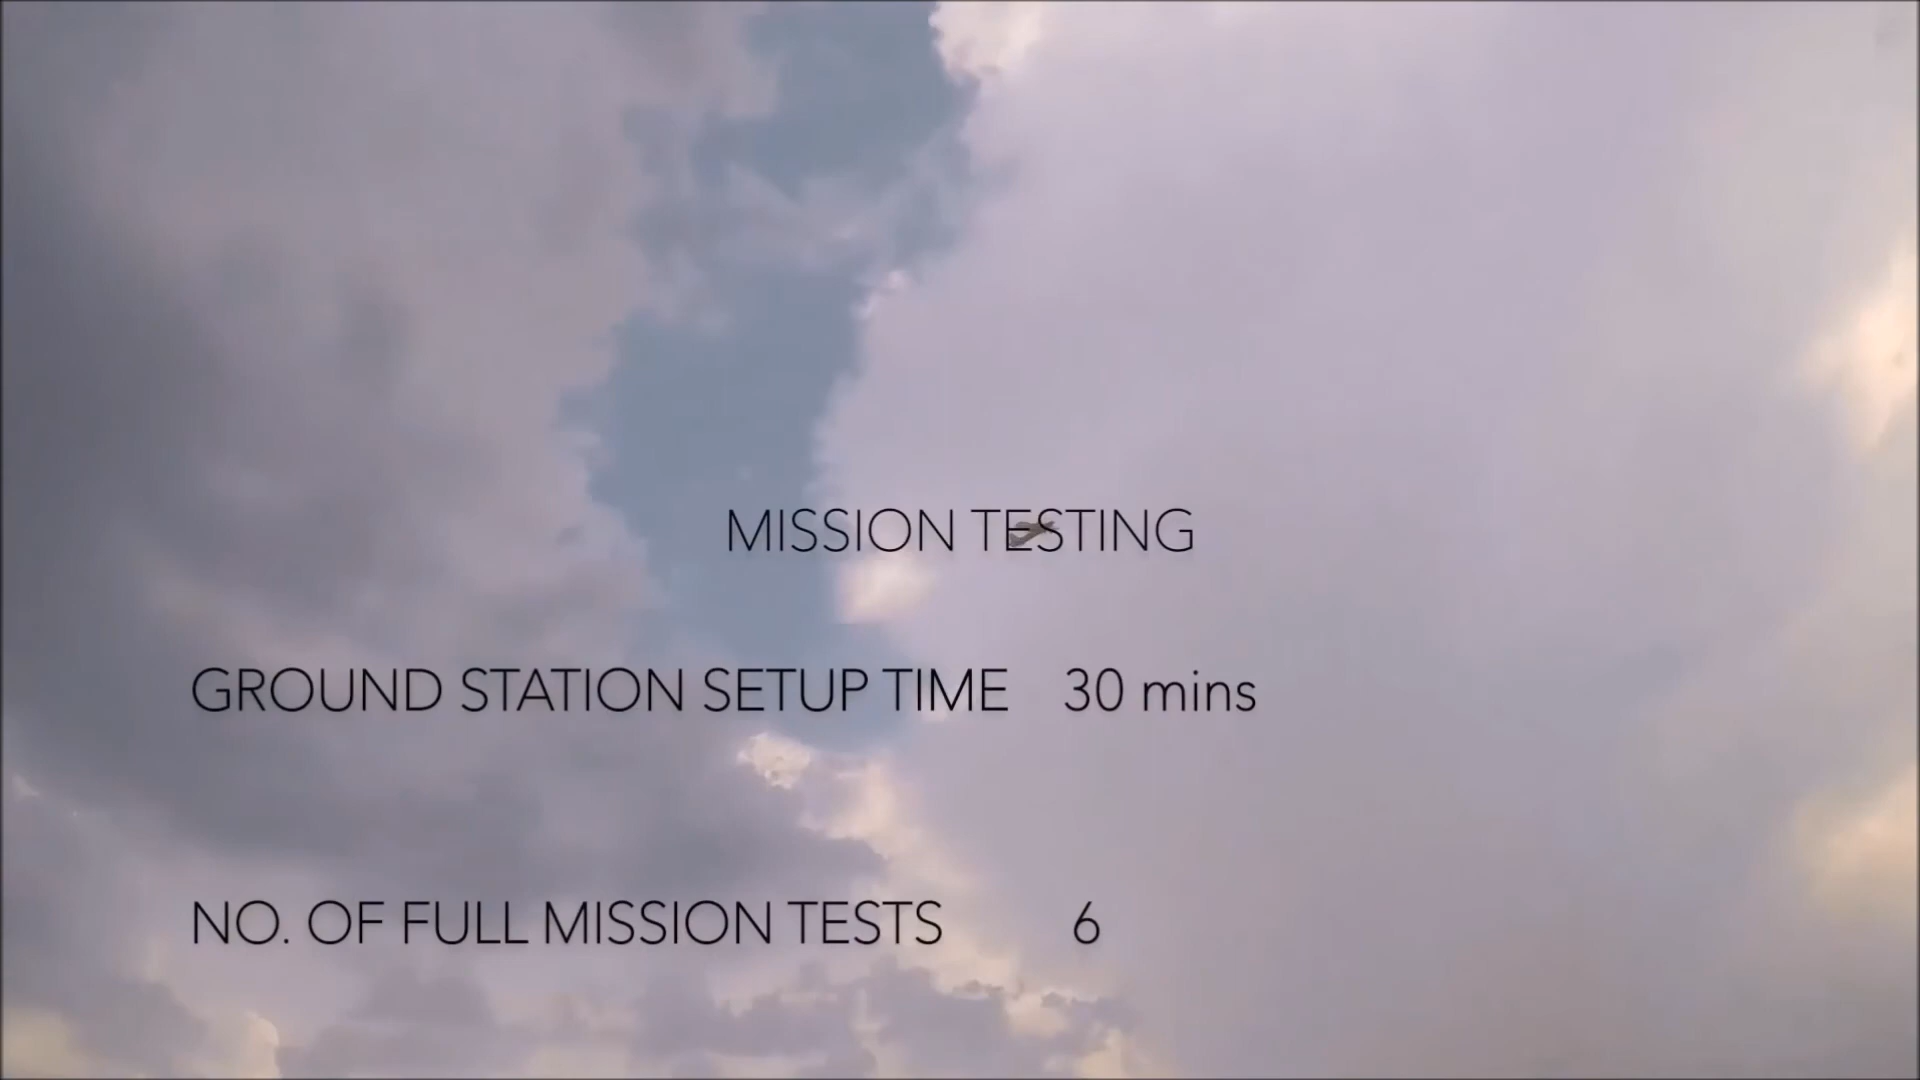 MISSION TESTING
GROUND STATION SETUP TIME 30 mins
NO. OF FULL MISSION TESTS 6